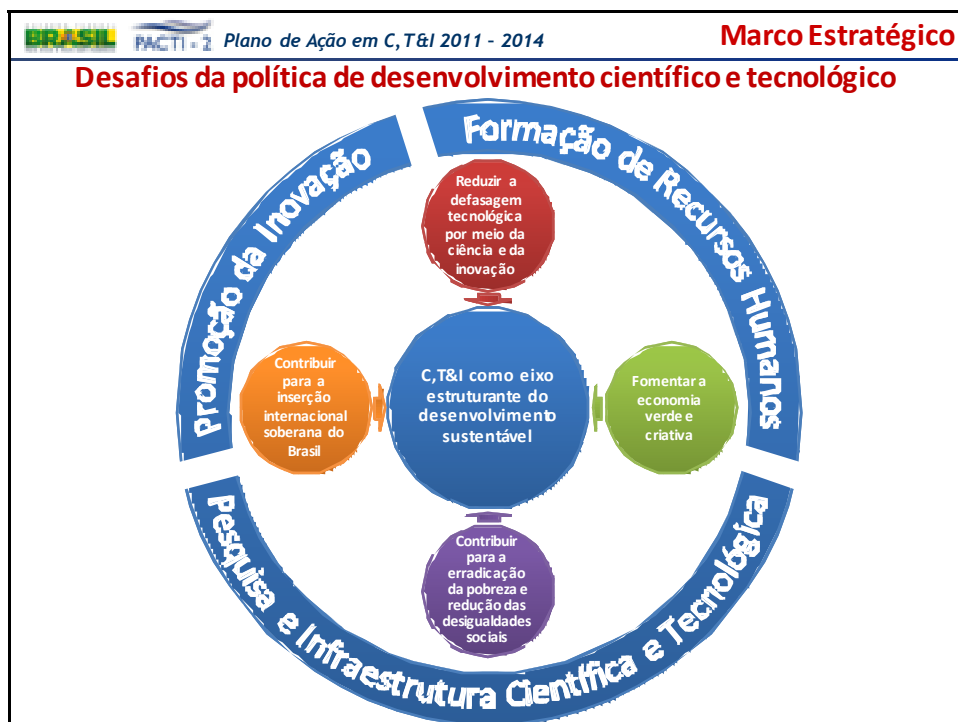 BRASIL
PACTI - 2 Plano de Ação em C,T&I 2011 - 2014
Marco Estratégico
Desafios da política de desenvolvimento científico e tecnológico
Promoção da Inovação
Formação de Recursos Humanos
Reduzir a
defasagem
tecnológica
por meio da
ciência e da
inovação
Contribuir
para a
inserção
internacional
soberana do
Brasil
C,T&I como eixo
estruturante do
desenvolvimento
sustentável
Fomentar a
economia
verde e
criativa
Contribuir
para a
erradicação
da pobreza e
redução das
desigualdades
sociais
Pesquisa e Infraestrutura Científica e Tecnológica